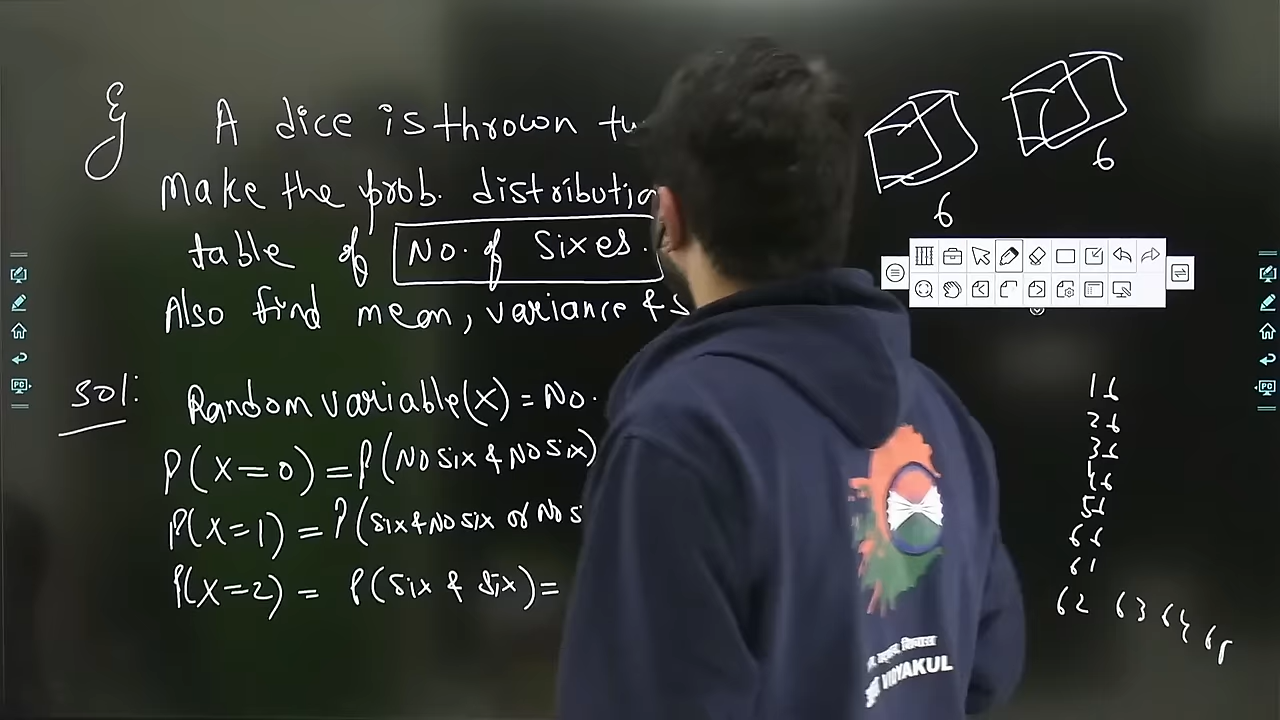 Eg A dice is thrown
Make the prob. distributio
table of No. of Sixes.
Also find mean, variance & s
Sol: Random variable(X) = No.
P(X=0) = P(No six & No six)
P(X=1) = P(six & No six or No s
P(X=2) = P(six & six) =
6
6
16
26
36
46
56
66
61
62 63 64 65
VIDYAKUL